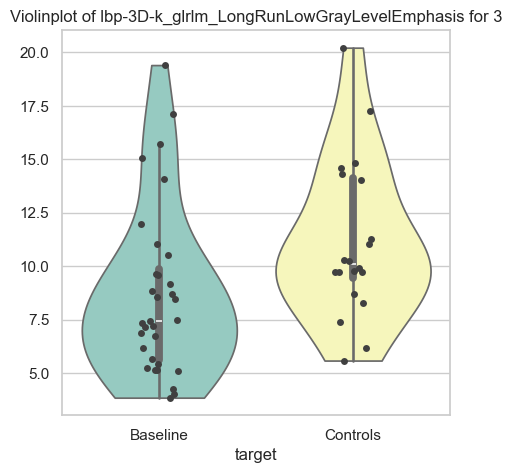 Violinplot of lbp-3D-k_glrlm_LongRunLowGrayLevelEmphasis for 3
20.0
17.5
15.0
12.5
10.0
7.5
5.0
Baseline Controls
target